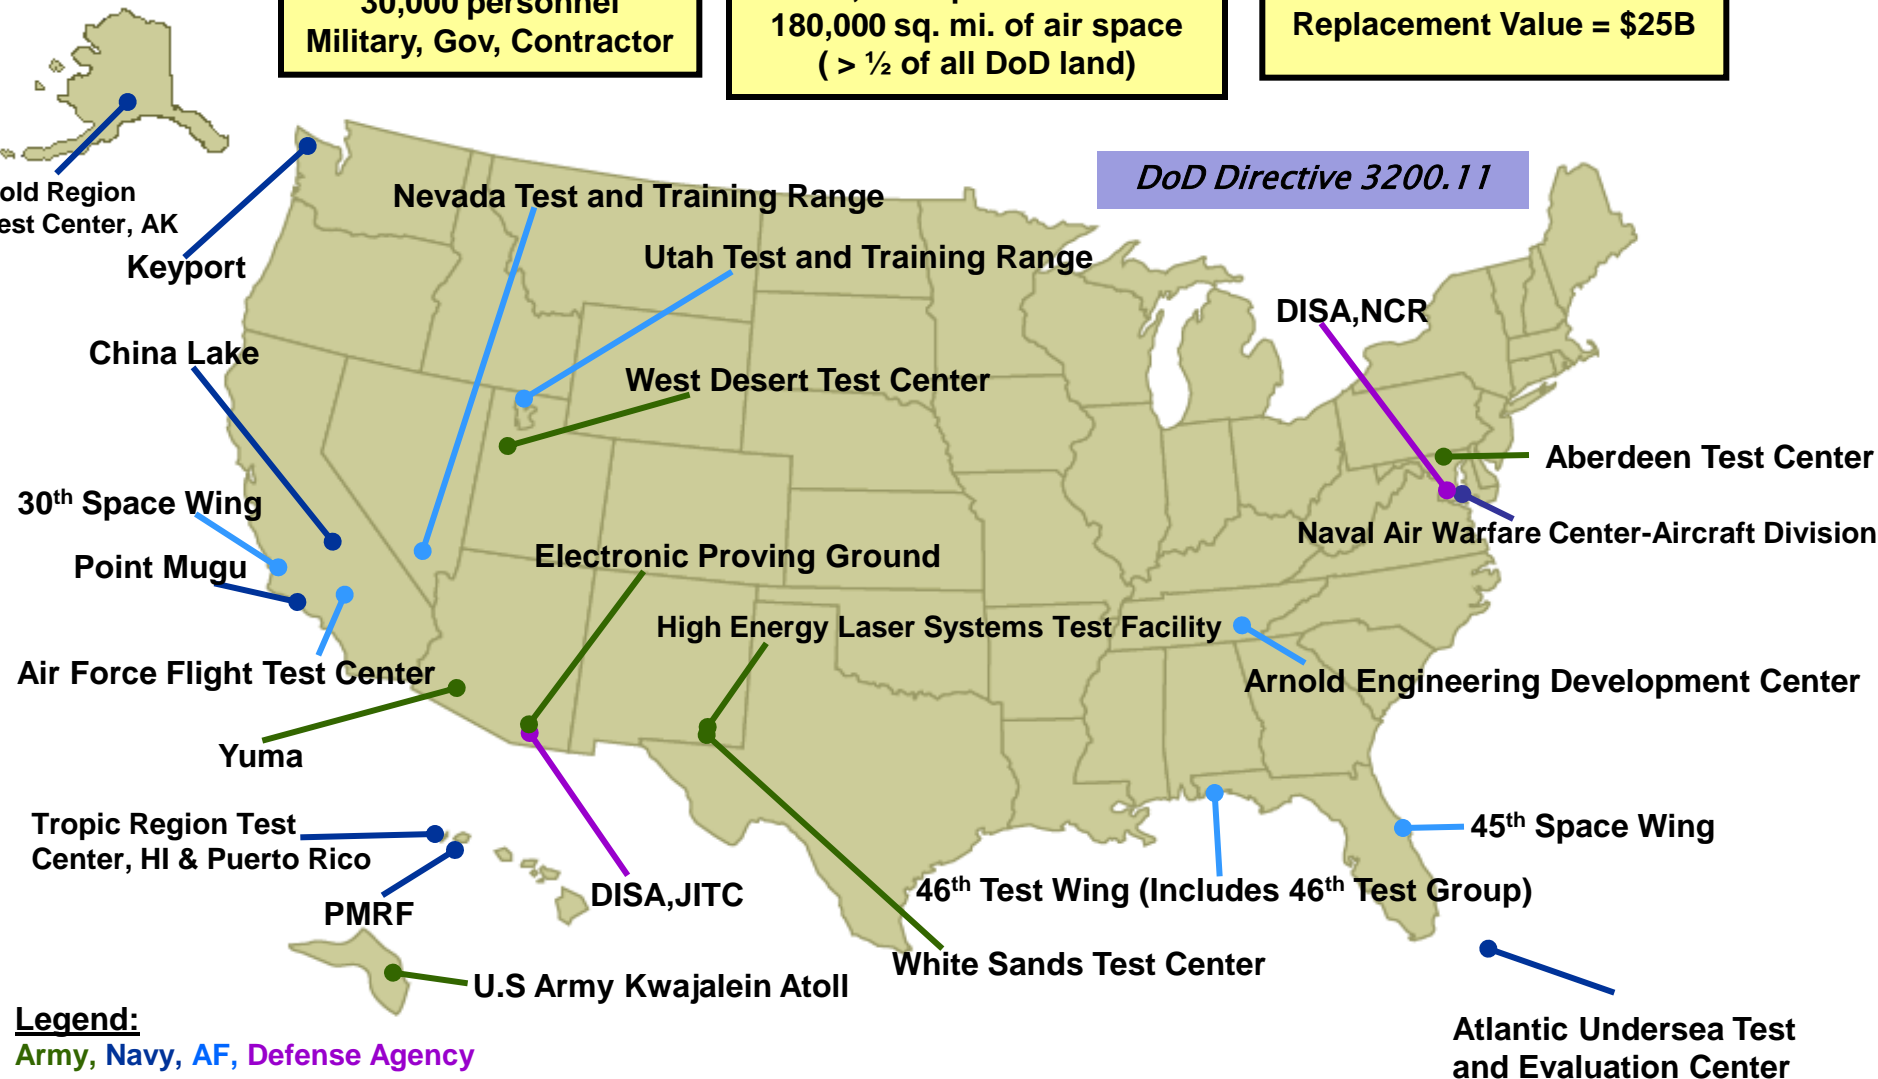 30,000 personnel
Military, Gov, Contractor
180,000 sq. mi. of air space
( > ½ of all DoD land)
Replacement Value = $25B
DoD Directive 3200.11
old Region
est Center, AK
Keyport
Nevada Test and Training Range
Utah Test and Training Range
DISA,NCR
China Lake
West Desert Test Center
Aberdeen Test Center
30th Space Wing
Naval Air Warfare Center-Aircraft Division
Point Mugu
Electronic Proving Ground
High Energy Laser Systems Test Facility
Air Force Flight Test Center
Arnold Engineering Development Center
Yuma
Tropic Region Test
Center, HI & Puerto Rico
45th Space Wing
PMRF
DISA,JITC
46th Test Wing (Includes 46th Test Group)
White Sands Test Center
U.S Army Kwajalein Atoll
Legend:
Army, Navy, AF, Defense Agency
Atlantic Undersea Test
and Evaluation Center